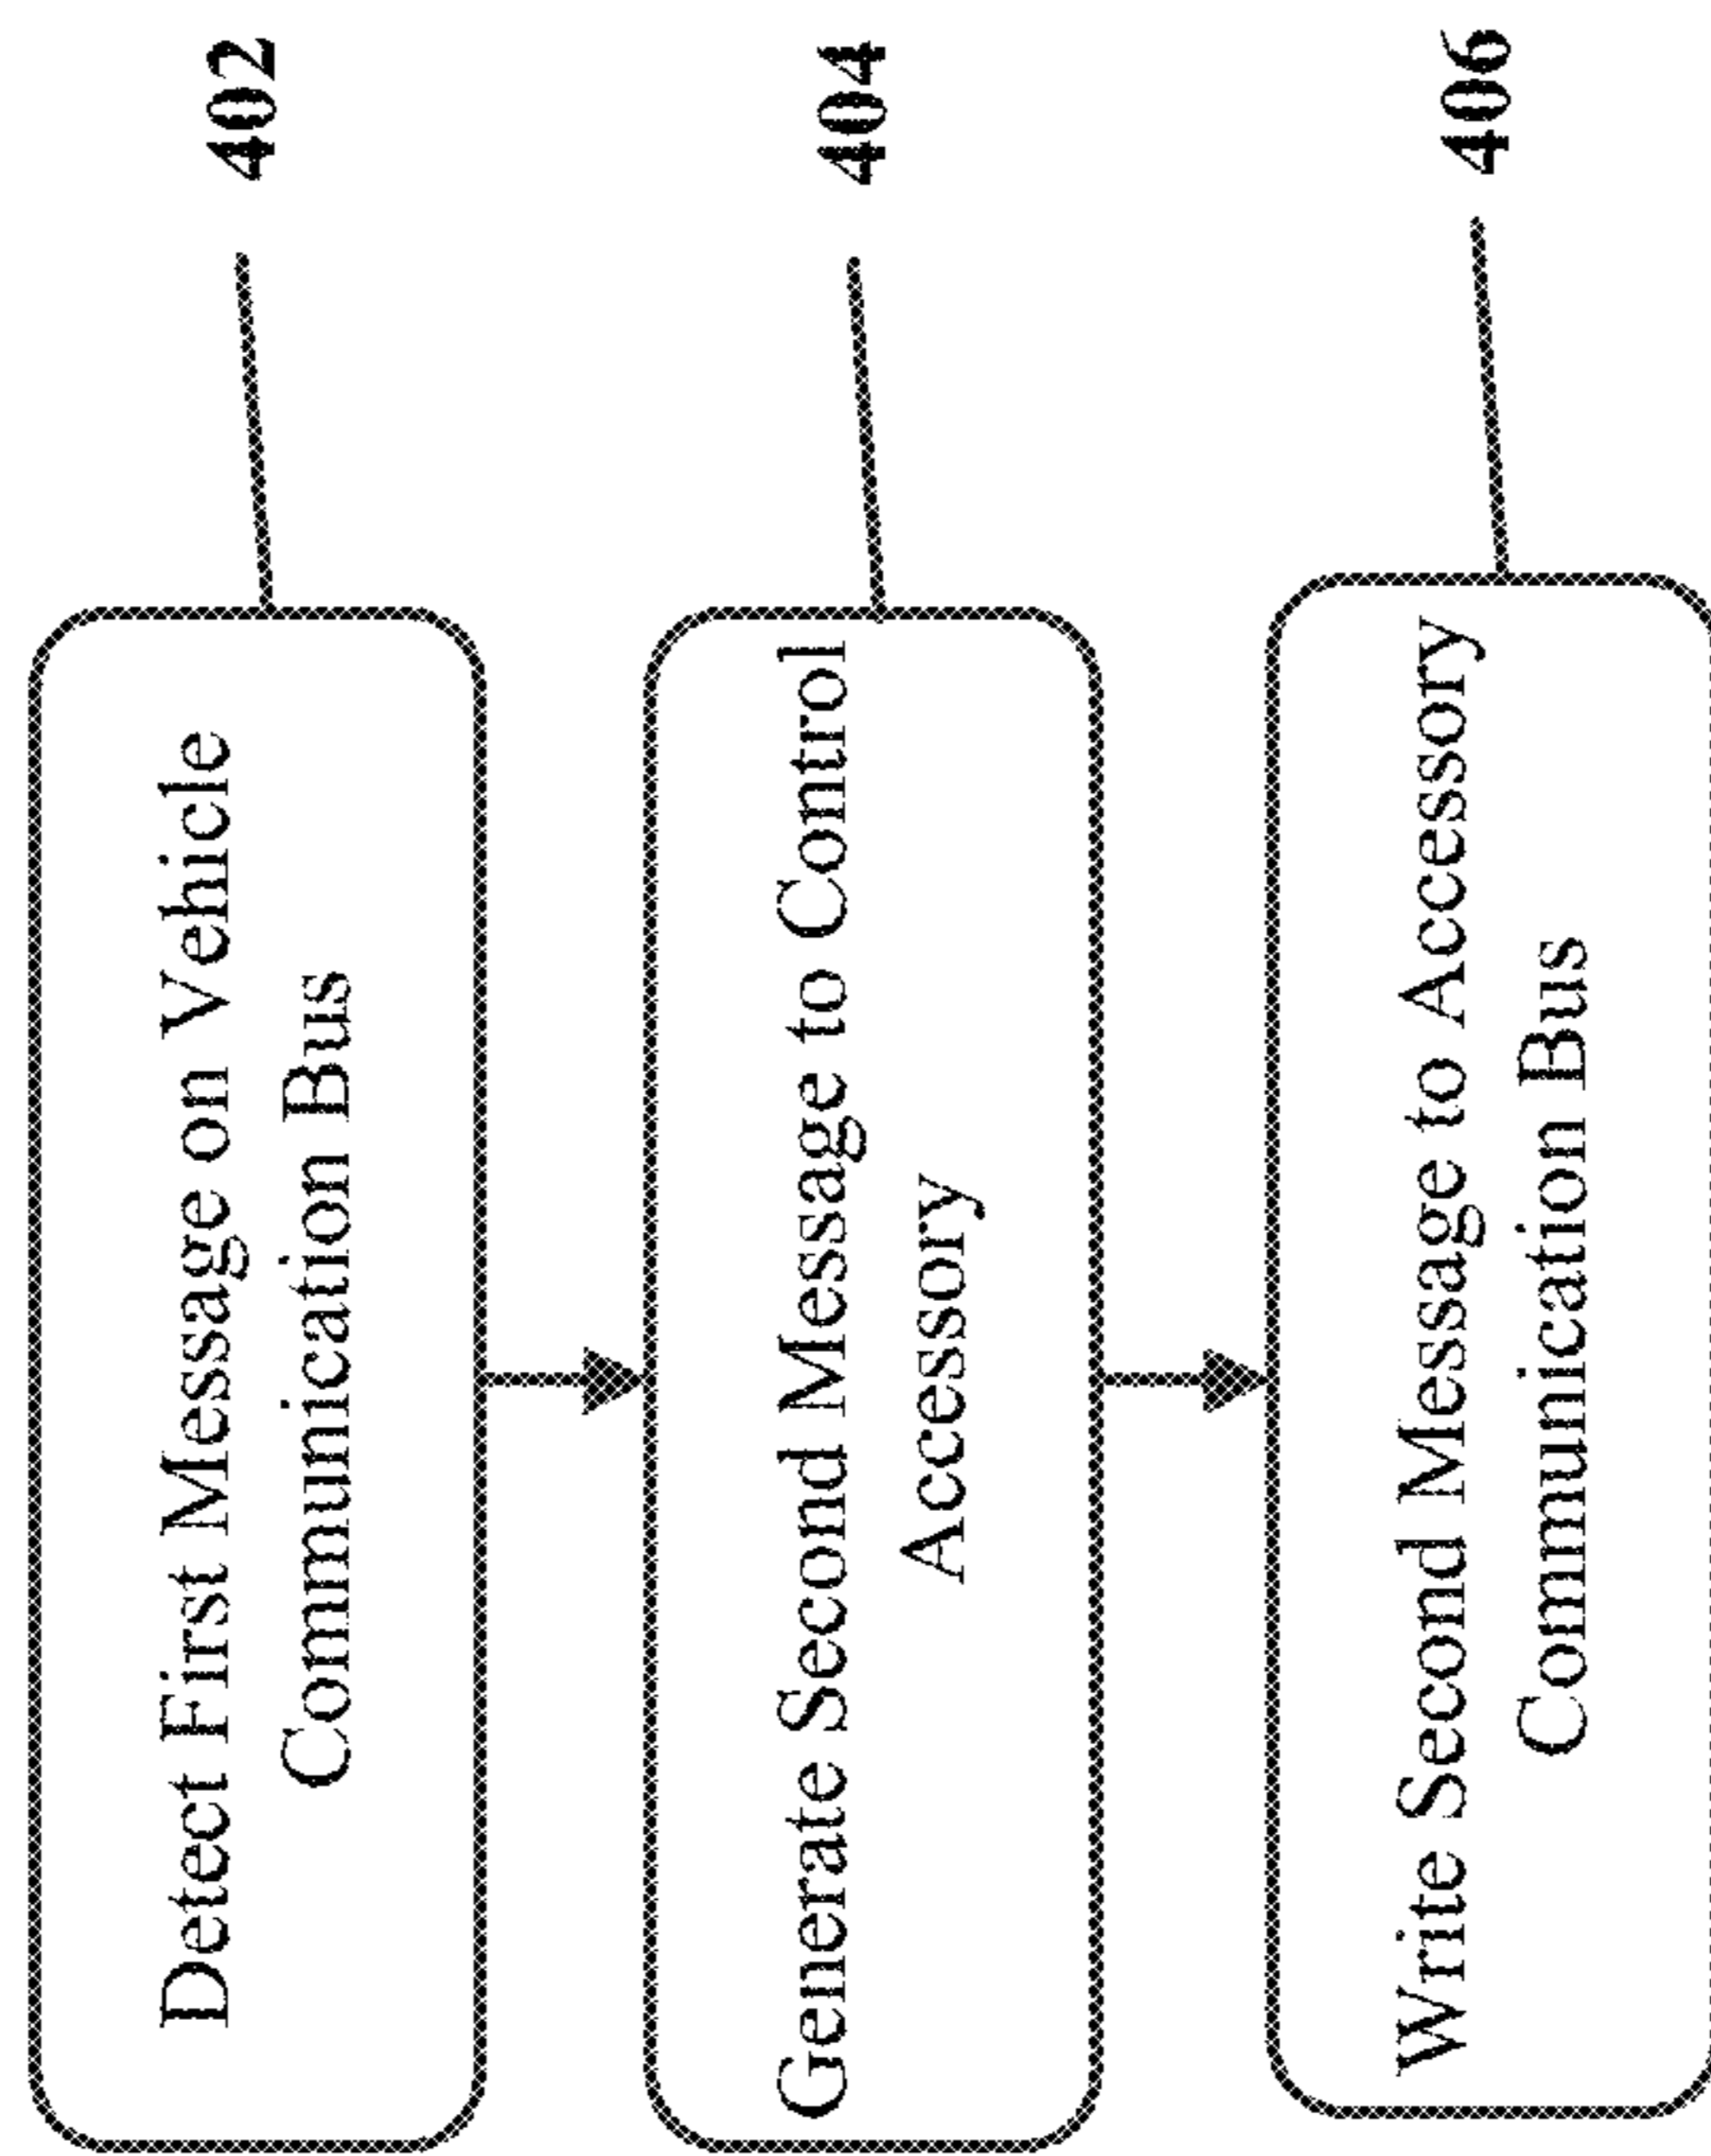 Detect First Message on Vehicle
Communication Bus
402
Generate Second Message to Control
Accessory
404
Write Second Message to Accessory
Communication Bus
406